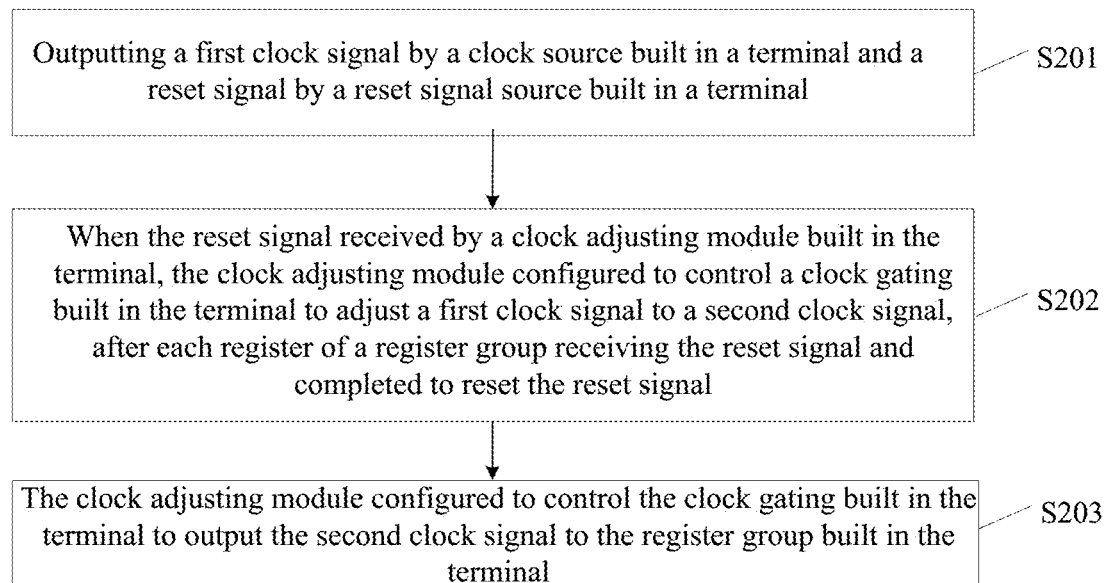 Outputting a first clock signal by a clock source built in a terminal and a
reset signal by a reset signal source built in a terminal
S201
When the reset signal received by a clock adjusting module built in the
terminal, the clock adjusting module configured to control a clock gating
built in the terminal to adjust a first clock signal to a second clock signal,
after each register of a register group receiving the reset signal and
completed to reset the reset signal
S202
The clock adjusting module configured to control the clock gating built in the
terminal to output the second clock signal to the register group built in the
terminal
S203